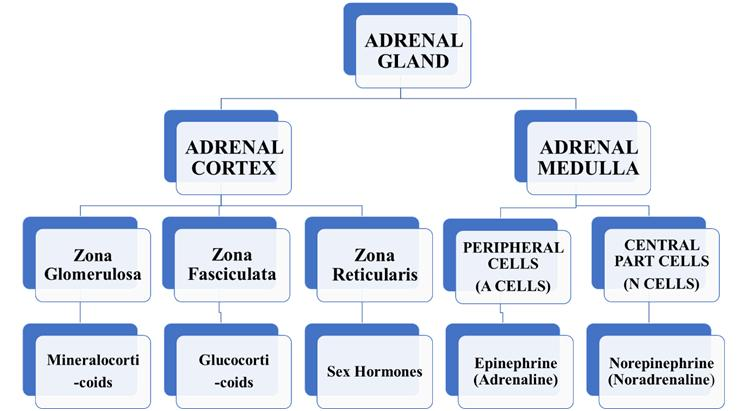 ADRENAL
GLAND
ADRENAL
CORTEX
ADRENAL
MEDULLA
Zona
Glomerulosa
Zona
Fasciculata
Zona
Reticularis
PERIPHERAL
CELLS
(A CELLS)
CENTRAL
PART CELLS
(N CELLS)
Mineralocorti
-coids
Glucocorti
-coids
Sex Hormones
Epinephrine
(Adrenaline)
Norepinephrine
(Noradrenaline)